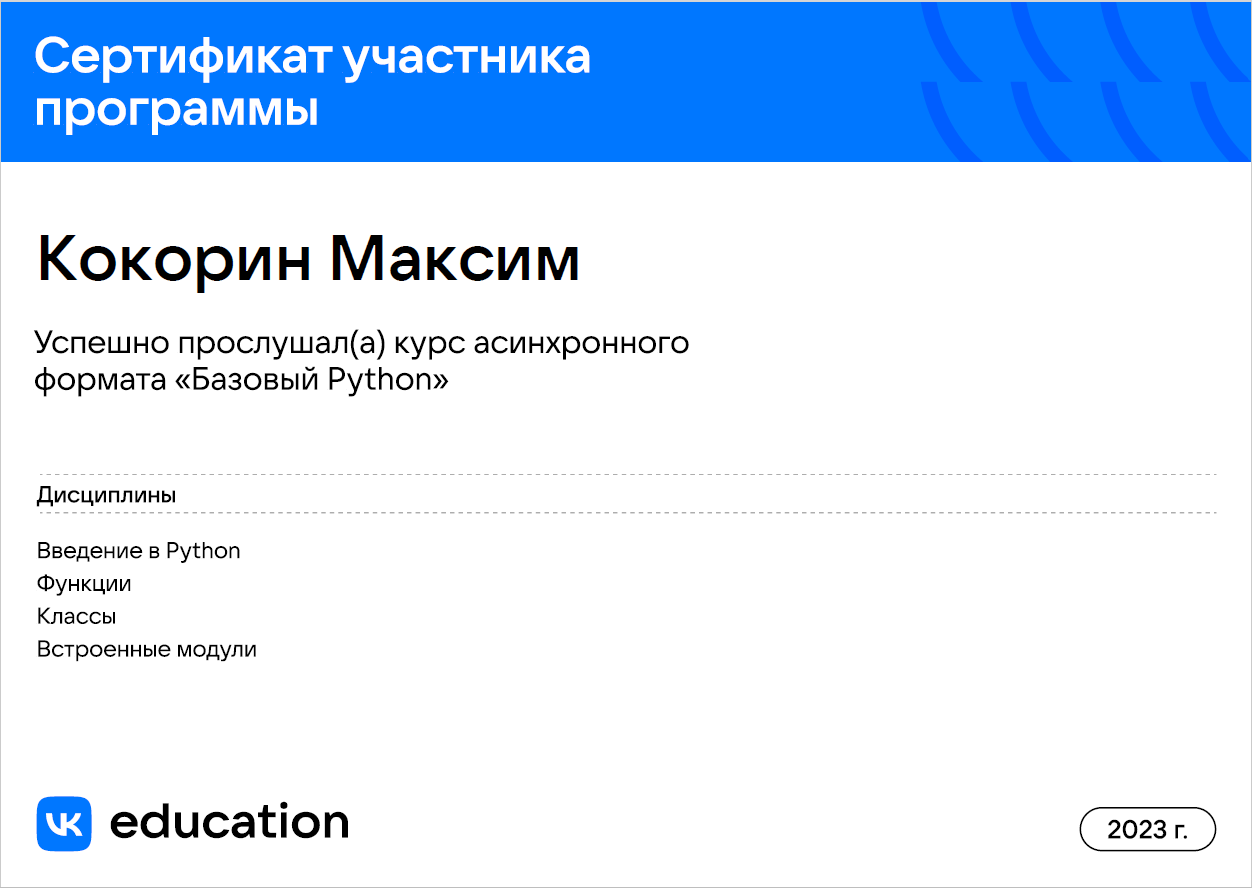 Сертификат участника
программы
Кокорин Максим
Успешно прослушал(а) курс асинхронного
формата «Базовый Python»
Дисциплины
Введение в Python
Функции
Классы
Встроенные модули
VK education
2023 г.